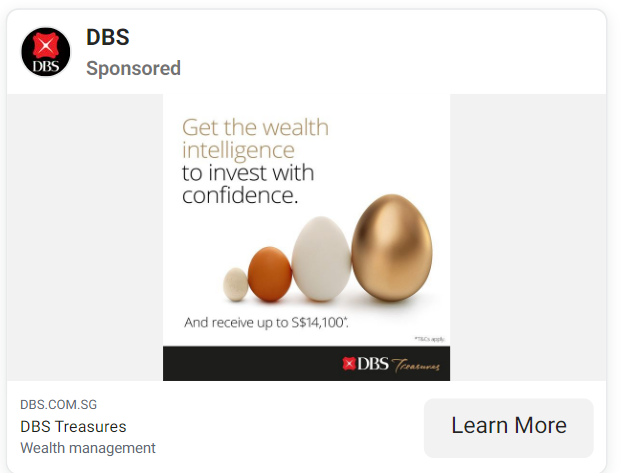 DBS
DBS
Sponsored
Get the wealth
intelligence
to invest with
confidence.
And receive up to S$14,100*.
*T&Cs apply
DBS Treasures
DBS.COM.SG
DBS Treasures
Wealth management
Learn More